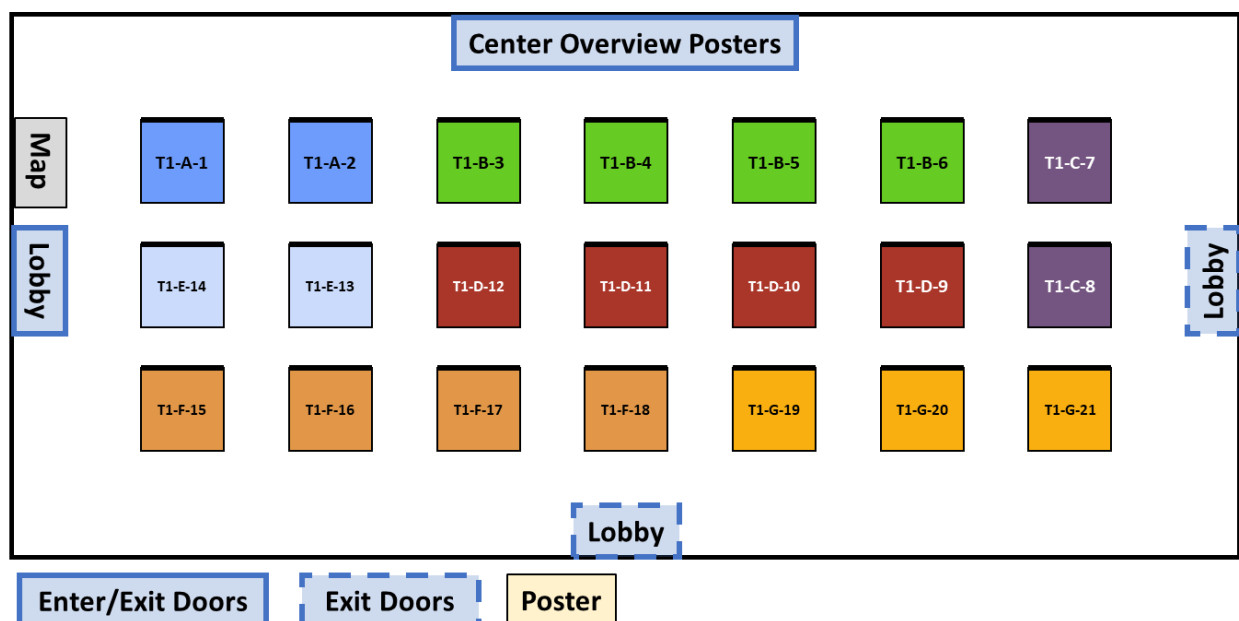 Center Overview Posters
Map
T1-A-1
T1-A-2
T1-B-3
T1-B-4
T1-B-5
T1-B-6
T1-C-7
Lobby
T1-E-14
T1-E-13
T1-D-12
T1-D-11
T1-D-10
T1-D-9
T1-C-8
Lobby
T1-F-15
T1-F-16
T1-F-17
T1-F-18
T1-G-19
T1-G-20
T1-G-21
Lobby
Enter/Exit Doors
Exit Doors
Poster